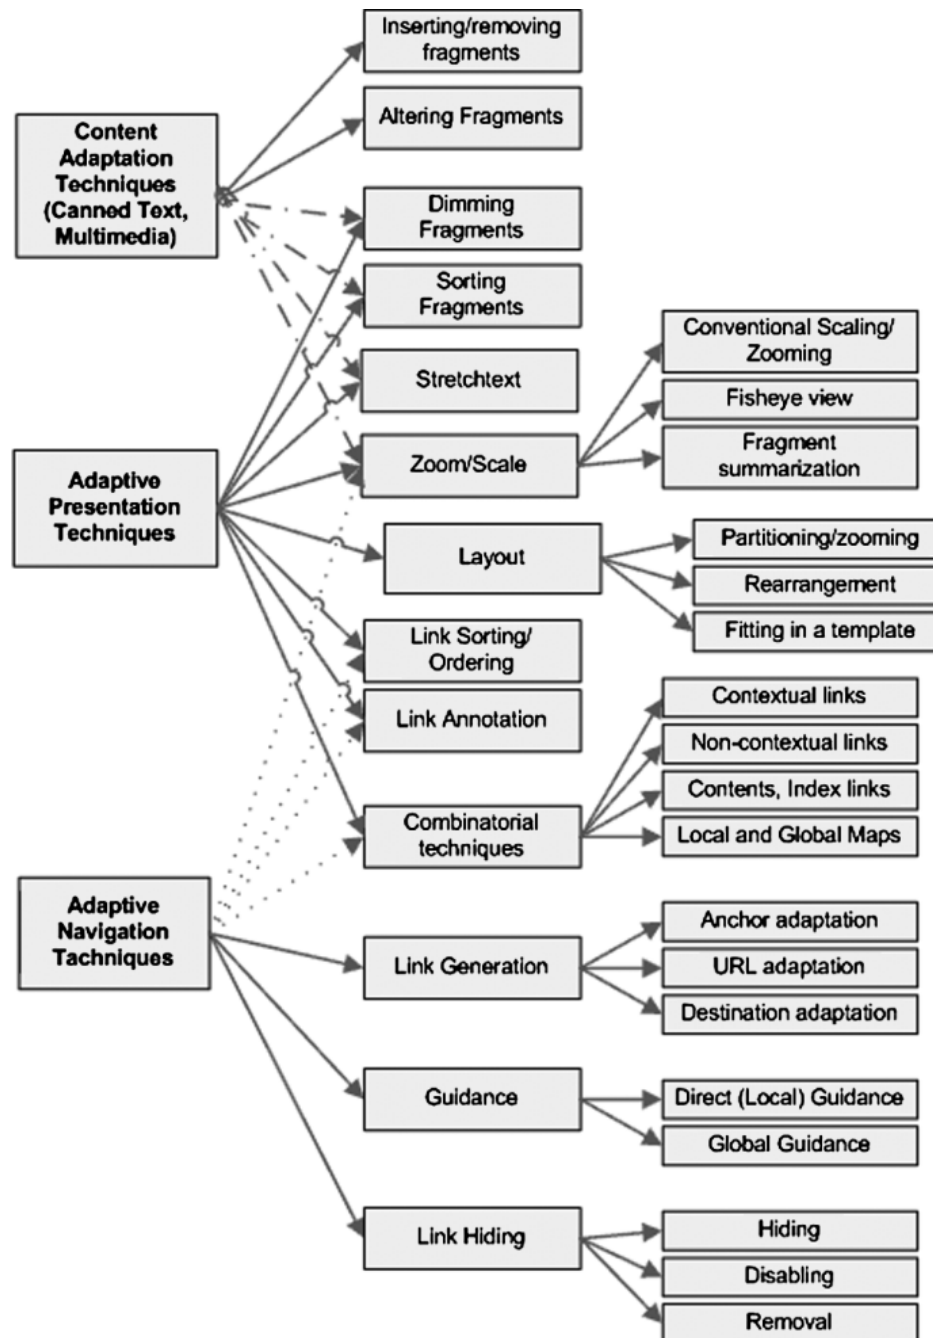 Inserting/removing
fragments
Altering Fragments
Content
Adaptation
Techniques
(Canned Text,
Multimedia)
Dimming
Fragments
Sorting
Fragments
Stretchtext
Zoom/Scale
Conventional Scaling/
Zooming
Fisheye view
Fragment
summarization
Adaptive
Presentation
Techniques
Layout
Partitioning/zooming
Rearrangement
Fitting in a template
Link Sorting/
Ordering
Link Annotation
Combinatorial
techniques
Contextual links
Non-contextual links
Contents, Index links
Local and Global Maps
Adaptive
Navigation
Tachniques
Link Generation
Anchor adaptation
URL adaptation
Destination adaptation
Guidance
Direct (Local) Guidance
Global Guidance
Link Hiding
Hiding
Disabling
Removal